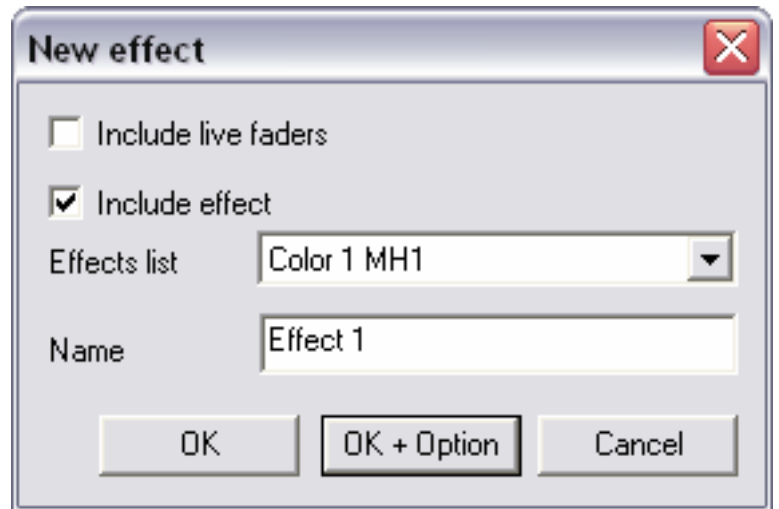 New effect
Include live faders
Include effect
Effects list Color 1 MH1
Name Effect 1
OK OK + Option Cancel